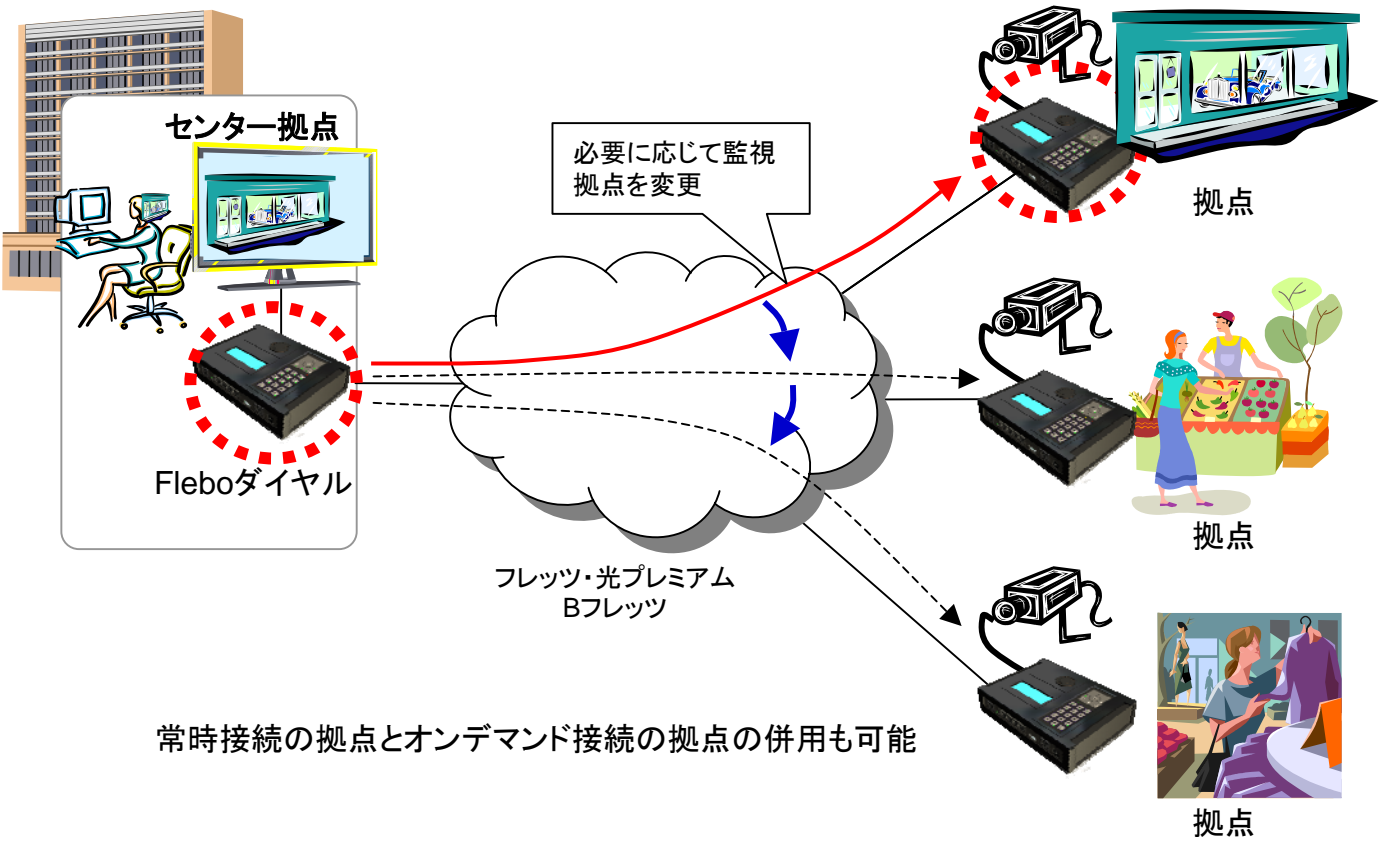 センター拠点
必要に応じて監視
拠点を変更
拠点
Fleboダイヤル
拠点
フレッツ・光プレミアム
Bフレッツ
常時接続の拠点とオンデマンド接続の拠点の併用も可能
拠点